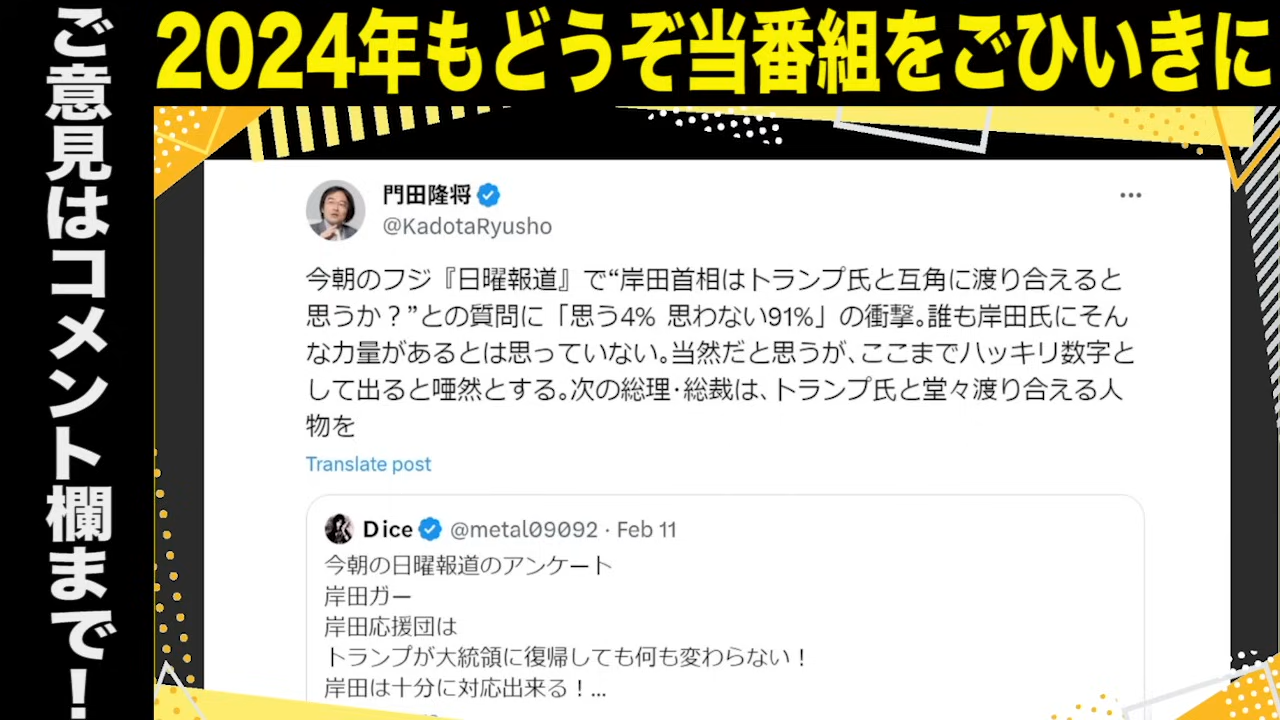 2024年もどうぞ当番組をごひいきに
ご意見はコメント欄まで！
門田隆将
@KadotaRyusho
今朝のフジ『日曜報道』で“岸田首相はトランプ氏と互角に渡り合えると
思うか？”との質問に「思う4% 思わない91%」の衝撃。誰も岸田氏にそん
な力量があるとは思っていない。当然だと思うが、ここまでハッキリ数字と
して出ると唖然とする。次の総理･総裁は、トランプ氏と堂々渡り合える人
物を
Translate post
Dice @metal09092 · Feb 11
今朝の日曜報道のアンケート
岸田ガー
岸田応援団は
トランプが大統領に復帰しても何も変わらない！
岸田は十分に対応出来る！...